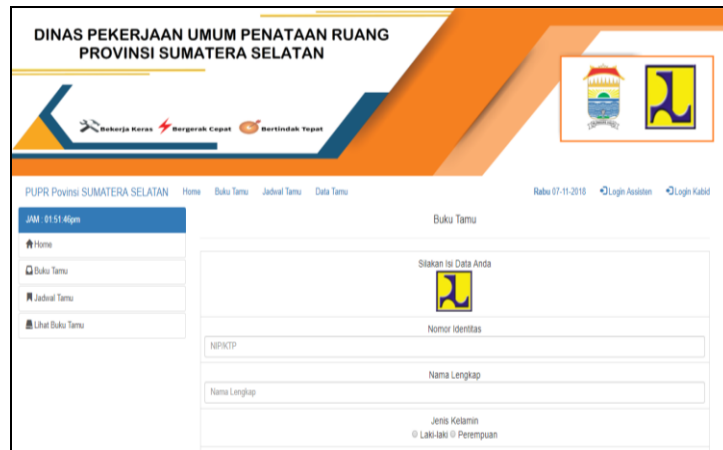 DINAS PEKERJAAN UMUM PENATAAN RUANG
PROVINSI SUMATERA SELATAN
Bekerja Keras Bergerak Cepat Bertindak Tepat
PUPR Povinsi SUMATERA SELATAN Home Buku Tamu Jadwal Tamu Data Tamu Rabu 07-11-2018 Login Assisten Login Kabid
JAM : 01:51:46pm
Home
Buku Tamu
Jadwal Tamu
Lihat Buku Tamu
Buku Tamu
Silakan Isi Data Anda
Nomor Identitas
NIP/KTP
Nama Lengkap
Nama Lengkap
Jenis Kelamin
Laki-laki Perempuan